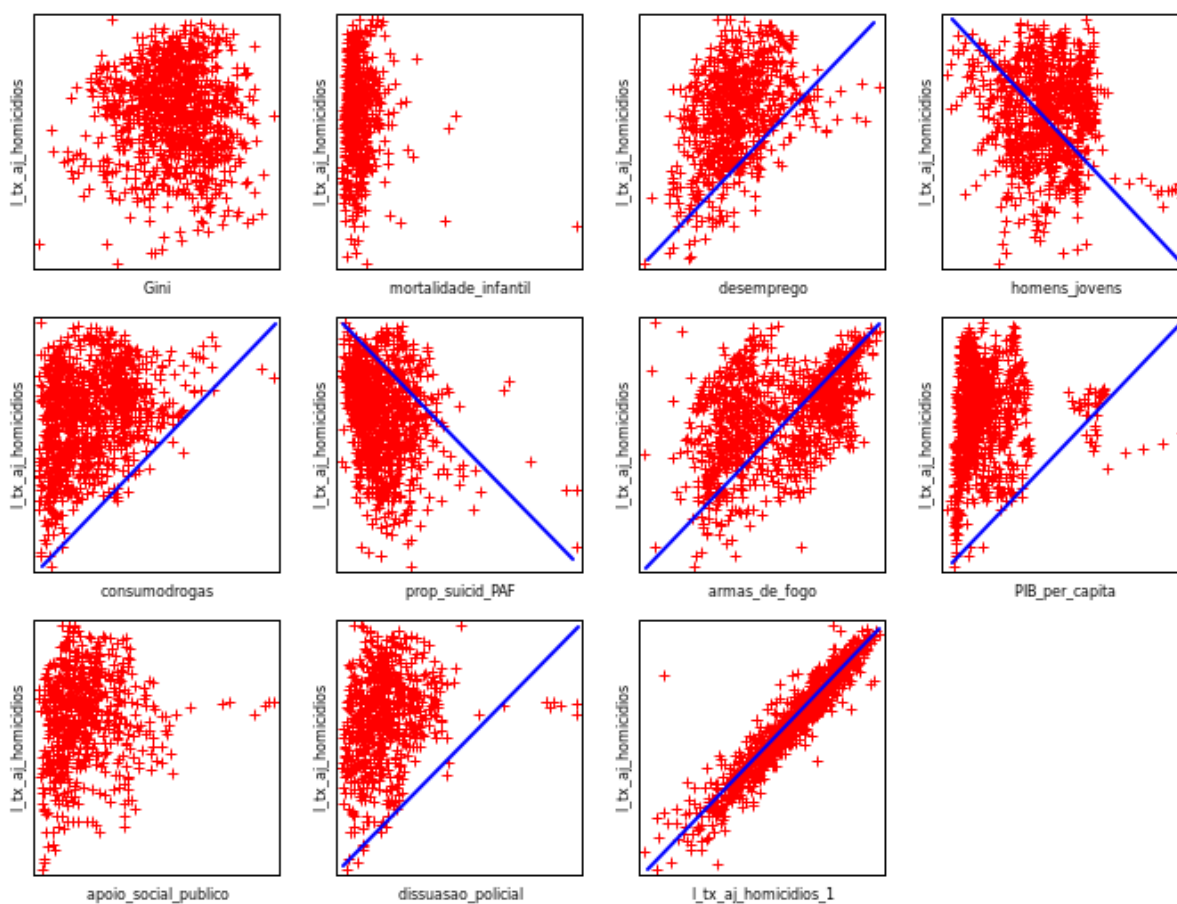 l_tx_aj_homicidios
Gini
l_tx_aj_homicidios
mortalidade_infantil
l_tx_aj_homicidios
desemprego
l_tx_aj_homicidios
homens_jovens
l_tx_aj_homicidios
consumodrogas
l_tx_aj_homicidios
prop_suicid_PAF
l_tx_aj_homicidios
armas_de_fogo
l_tx_aj_homicidios
PIB_per_capita
l_tx_aj_homicidios
apoio_social_publico
l_tx_aj_homicidios
dissuasao_policial
l_tx_aj_homicidios
l_tx_aj_homicidios_1